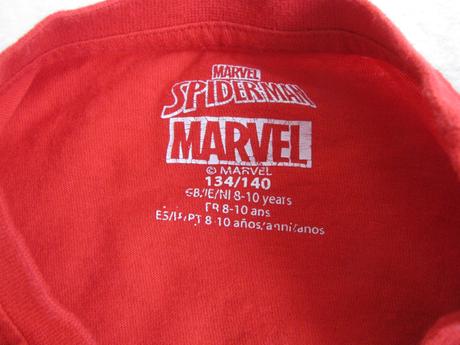 MARVEL
SPIDER-MAN
MARVEL
© MARVEL
134/140
GB/IE/NI 8-10 years
FR 8-10 ans
ES/IT/PT 8-10 años/anni/anos